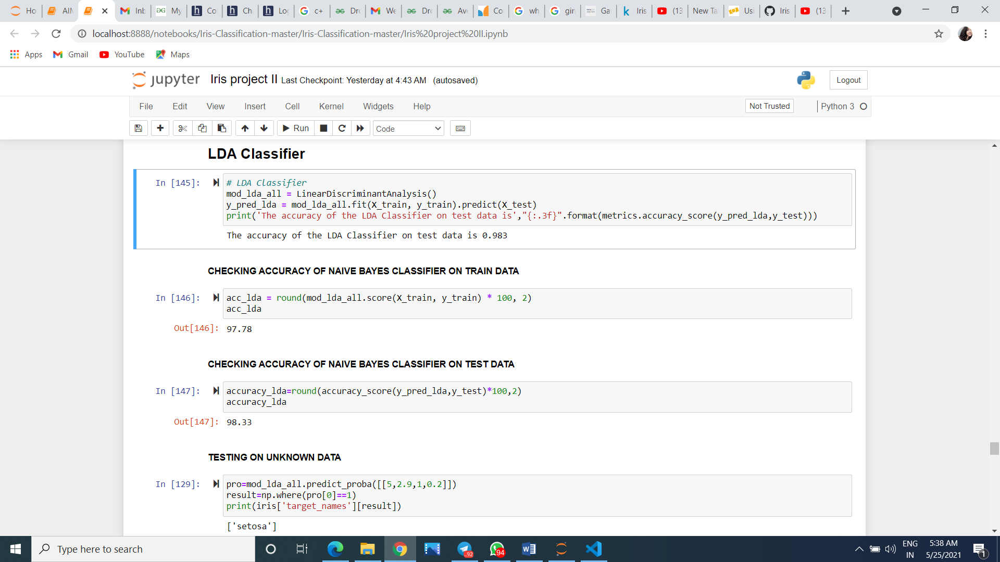 Ho
AIN
Inb
My
Co
Cha
Log
c+
Dro
We
Dro
Ave
Co
wh
gin
Ga
Iris
(13
New Ta
Usi
Iris
(13
localhost:8888/notebooks/Iris-Classification-master/Iris-Classification-master/Iris%20project%20II.ipynb
Apps
Gmail
YouTube
Maps
jupyter
Iris project II Last Checkpoint: Yesterday at 4:43 AM (autosaved)
Logout
File
Edit
View
Insert
Cell
Kernel
Widgets
Help
Not Trusted
Python 3
Run
Code
LDA Classifier
In [145]:
# LDA Classifier
mod_lda_all = LinearDiscriminantAnalysis()
y_pred_lda = mod_lda_all.fit(X_train, y_train).predict(X_test)
print('The accuracy of the LDA Classifier on test data is',"{:.3f}".format(metrics.accuracy_score(y_pred_lda,y_test)))
The accuracy of the LDA Classifier on test data is 0.983
CHECKING ACCURACY OF NAIVE BAYES CLASSIFIER ON TRAIN DATA
In [146]:
acc_lda = round(mod_lda_all.score(X_train, y_train) * 100, 2)
acc_lda
Out[146]: 97.78
CHECKING ACCURACY OF NAIVE BAYES CLASSIFIER ON TEST DATA
In [147]:
accuracy_lda=round(accuracy_score(y_pred_lda,y_test)*100,2)
accuracy_lda
Out[147]: 98.33
TESTING ON UNKNOWN DATA
In [129]:
pro=mod_lda_all.predict_proba([[5,2.9,1,0.2]])
result=np.where(pro[0]==1)
print(iris['target_names'][result])
['setosa']
Type here to search
..92
94
ENG
IN
5:38 AM
5/25/2021
1